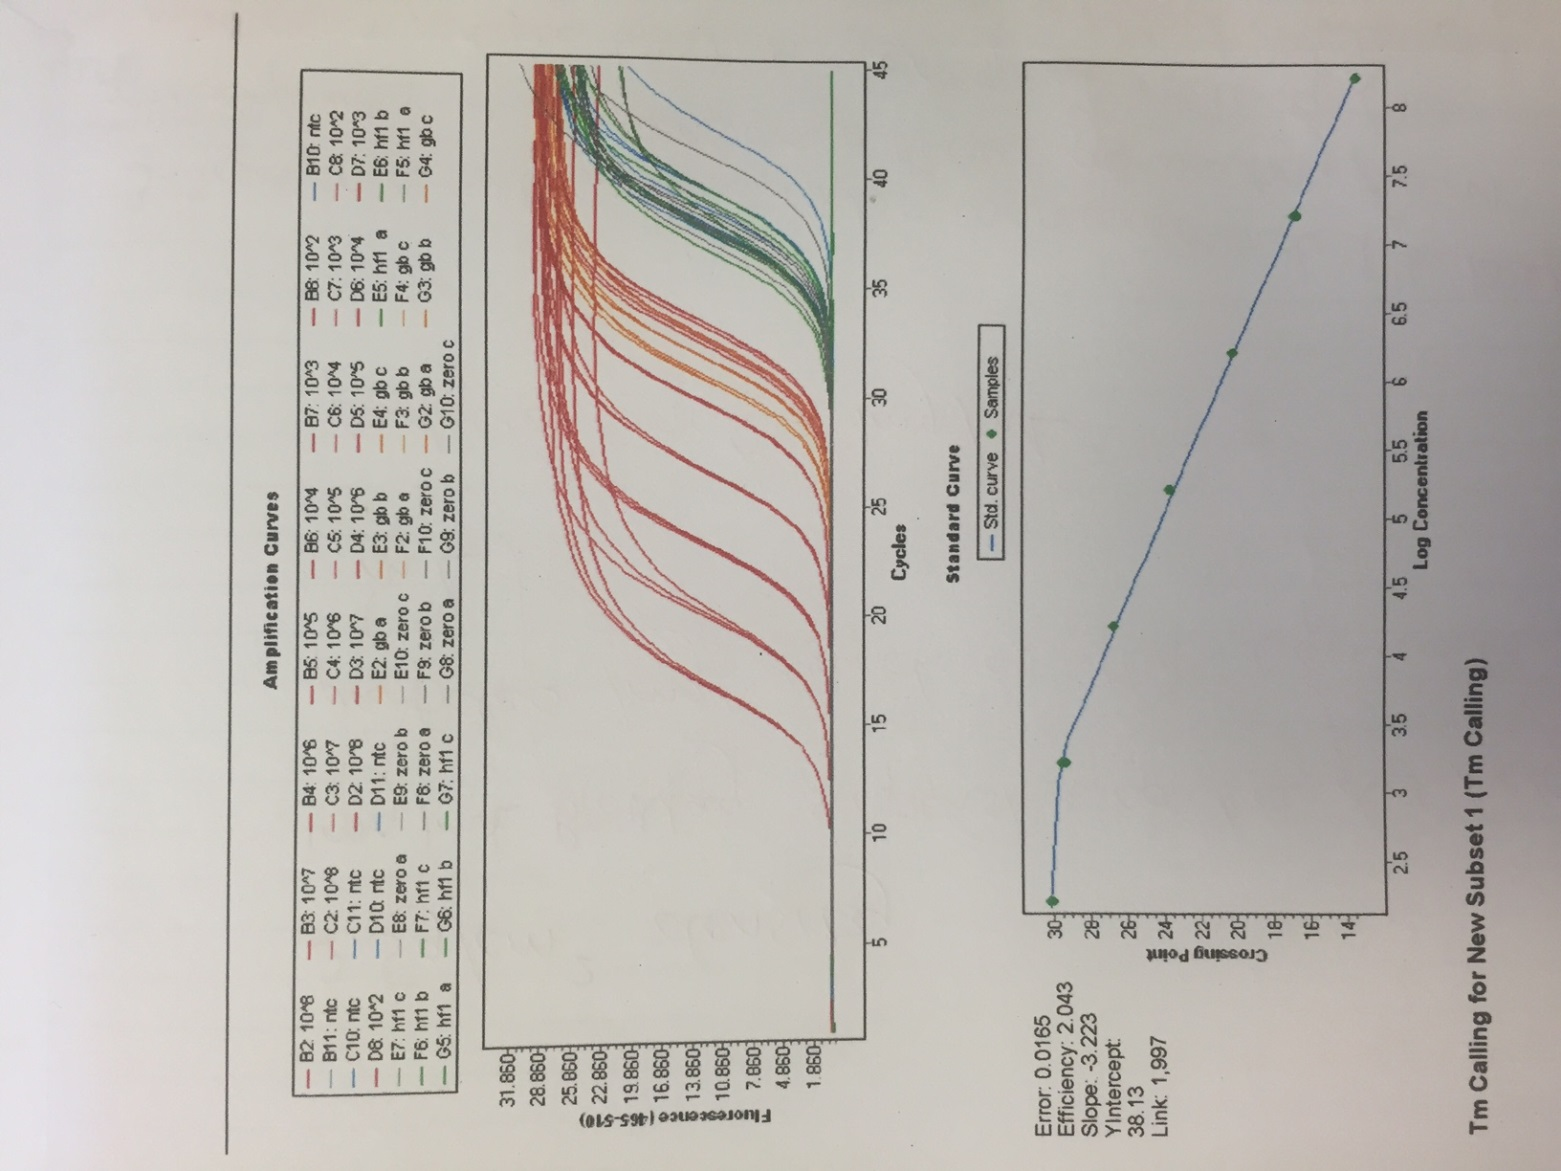 Amplification Curves
B2: 10^8 B3: 10^7 B4: 10^6 B5: 10^5 B6: 10^4 B7: 10^3 B8: 10^2 B10: ntc
B11: ntc C2: 10^8 C3: 10^7 C4: 10^6 C5: 10^5 C6: 10^4 C7: 10^3 C8: 10^2
C10: ntc C11: ntc D2: 10^8 D3: 10^7 D4: 10^6 D5: 10^5 D6: 10^4 D7: 10^3
D8: 10^2 D10: ntc D11: ntc E2: gb a E3: gb b E4: gb c E5: hf1 a E6: hf1 b
E7: hf1 c E8: zero a E9: zero b E10: zero c F2: gb a F3: gb b F4: gb c F5: hf1 a
F6: hf1 b F7: hf1 c F8: zero a F9: zero b F10: zero c G2: gb a G3: gb b G4: gb c
G5: hf1 a G6: hf1 b G7: hf1 c G8: zero a G9: zero b G10: zero c
Fluorescence (465-510)
31.860
28.860
25.860
22.860
19.860
16.860
13.860
10.860
7.860
4.860
1.860
5 10 15 20 25 30 35 40 45
Cycles
Standard Curve
Std. curve Samples
Error: 0.0165
Efficiency: 2.043
Slope: -3.223
YIntercept:
38.13
Link: 1,997
Crossing Point
30
28
26
24
22
20
18
16
14
2.5 3 3.5 4 4.5 5 5.5 6 6.5 7 7.5 8
Log Concentration
Tm Calling for New Subset 1 (Tm Calling)